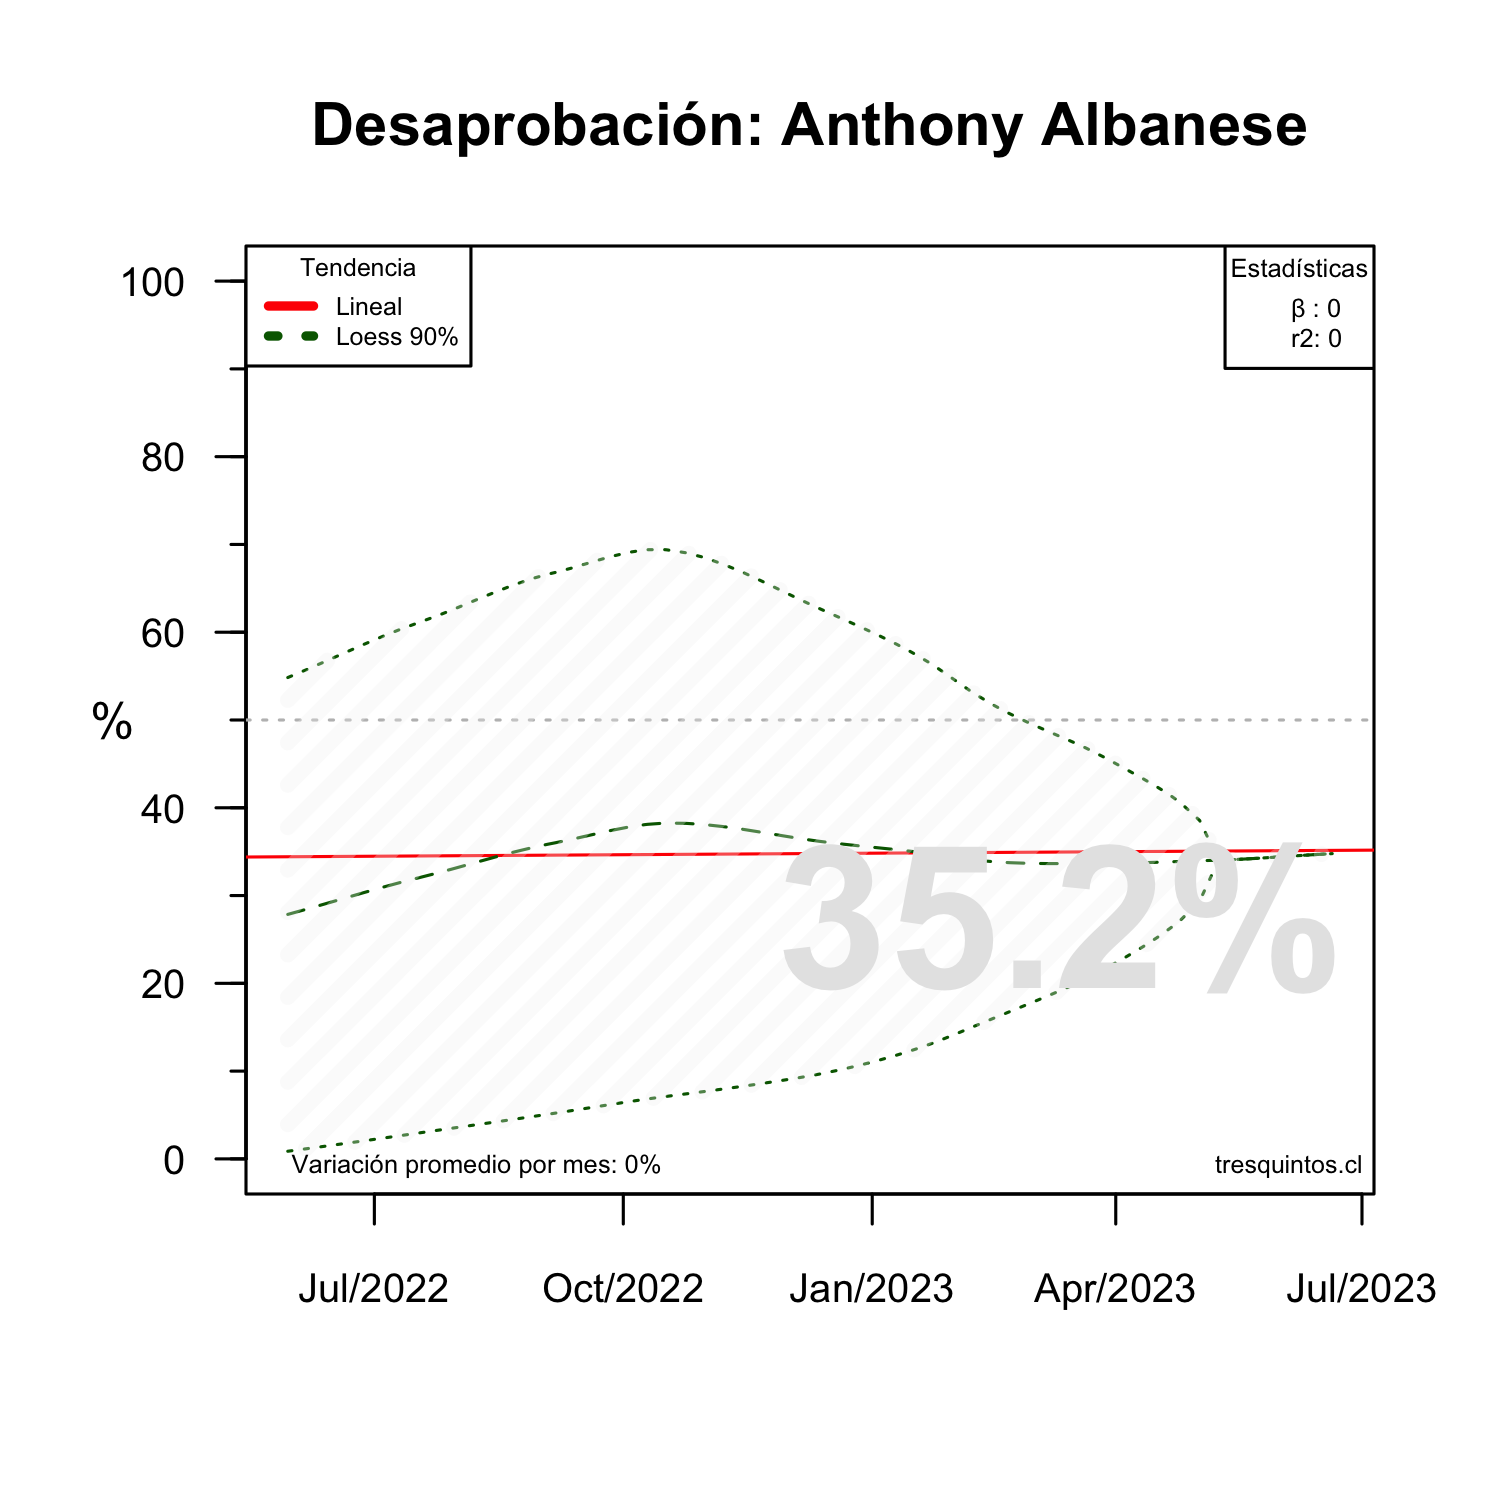 Desaprobación: Anthony Albanese
Tendencia
Lineal
Loess 90%
Estadísticas
β : 0
r2: 0
100
80
60
%
40
20
0
35.2%
Variación promedio por mes: 0%
tresquintos.cl
Jul/2022
Oct/2022
Jan/2023
Apr/2023
Jul/2023